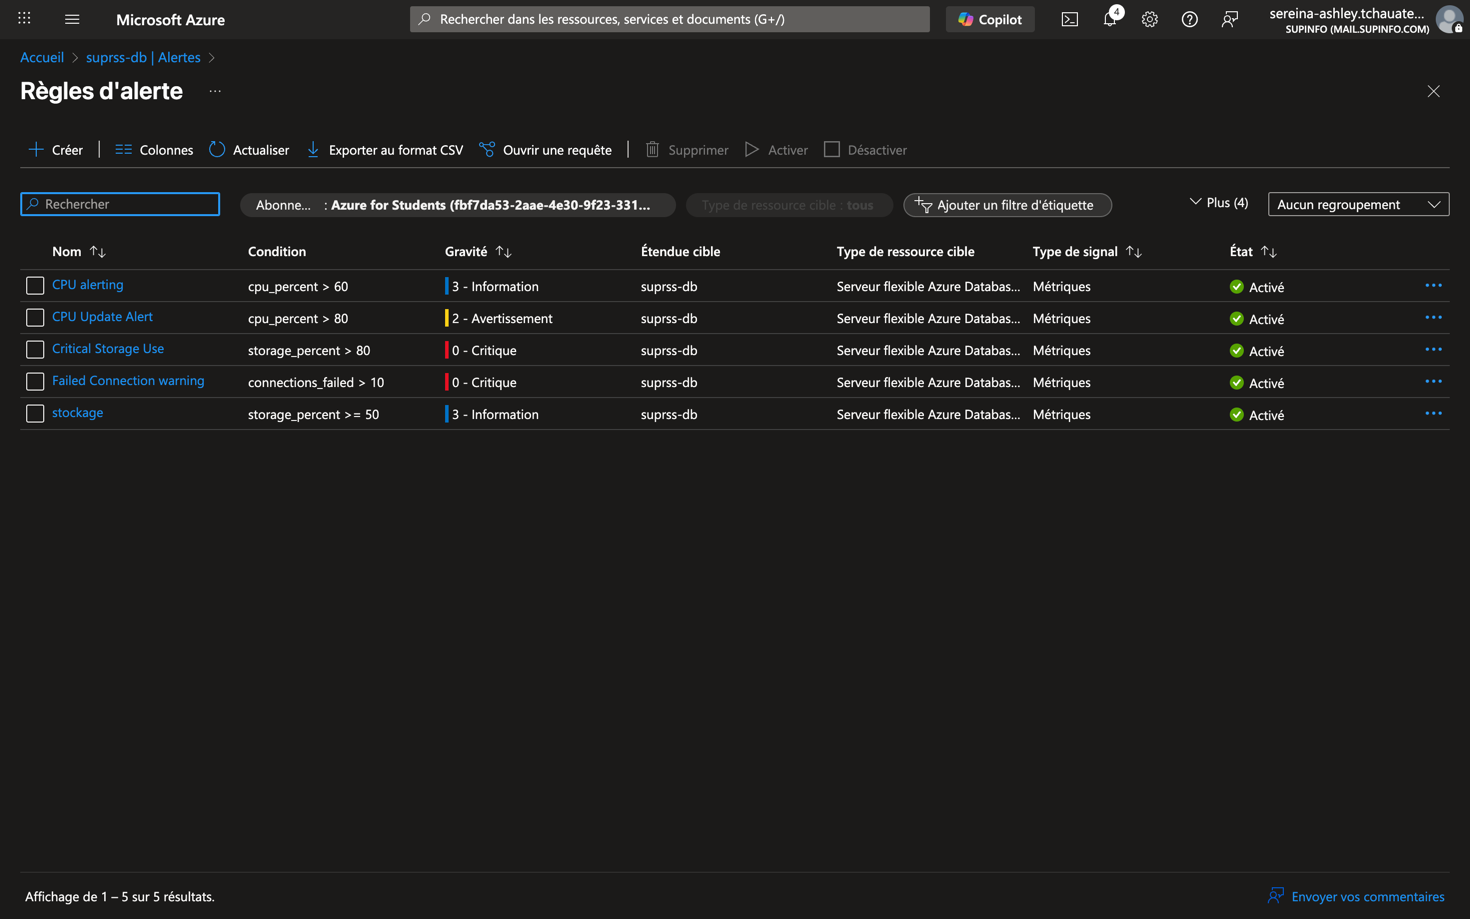 Microsoft Azure
Rechercher dans les ressources, services et documents (G+/)
Copilot
4
sereina-ashley.tchauate...
SUPINFO (MAIL.SUPINFO.COM)
Accueil > suprss-db | Alertes >
Règles d'alerte ...
Créer | Colonnes Actualiser Exporter au format CSV Ouvrir une requête | Supprimer Activer Désactiver
Rechercher Abonne... : Azure for Students (fbf7da53-2aae-4e30-9f23-331... Type de ressource cible : tous Ajouter un filtre d'étiquette Plus (4) Aucun regroupement
Nom Condition Gravité Étendue cible Type de ressource cible Type de signal État
CPU alerting cpu_percent > 60 3 - Information suprss-db Serveur flexible Azure Databas... Métriques Activé
CPU Update Alert cpu_percent > 80 2 - Avertissement suprss-db Serveur flexible Azure Databas... Métriques Activé
Critical Storage Use storage_percent > 80 0 - Critique suprss-db Serveur flexible Azure Databas... Métriques Activé
Failed Connection warning connections_failed > 10 0 - Critique suprss-db Serveur flexible Azure Databas... Métriques Activé
stockage storage_percent >= 50 3 - Information suprss-db Serveur flexible Azure Databas... Métriques Activé
Affichage de 1 – 5 sur 5 résultats.
Envoyer vos commentaires